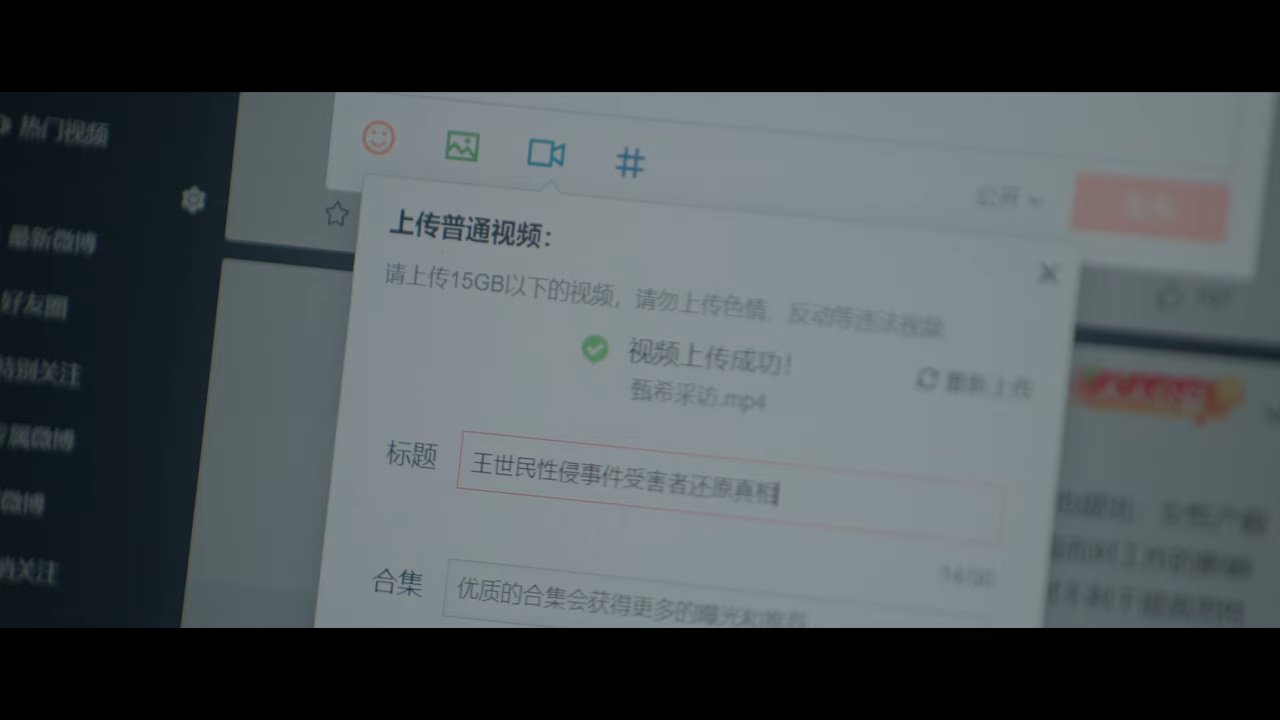 热门视频
最新微博
好友圈
特别关注
微博
公开
上传普通视频：
请上传15GB以下的视频，请勿上传色情、反动等违法视频
视频上传成功！
重新上传
甄希采访.mp4
标题
王世民性侵事件受害者还原真相
14/30
合集
优质的合集会获得更多的曝光和推荐